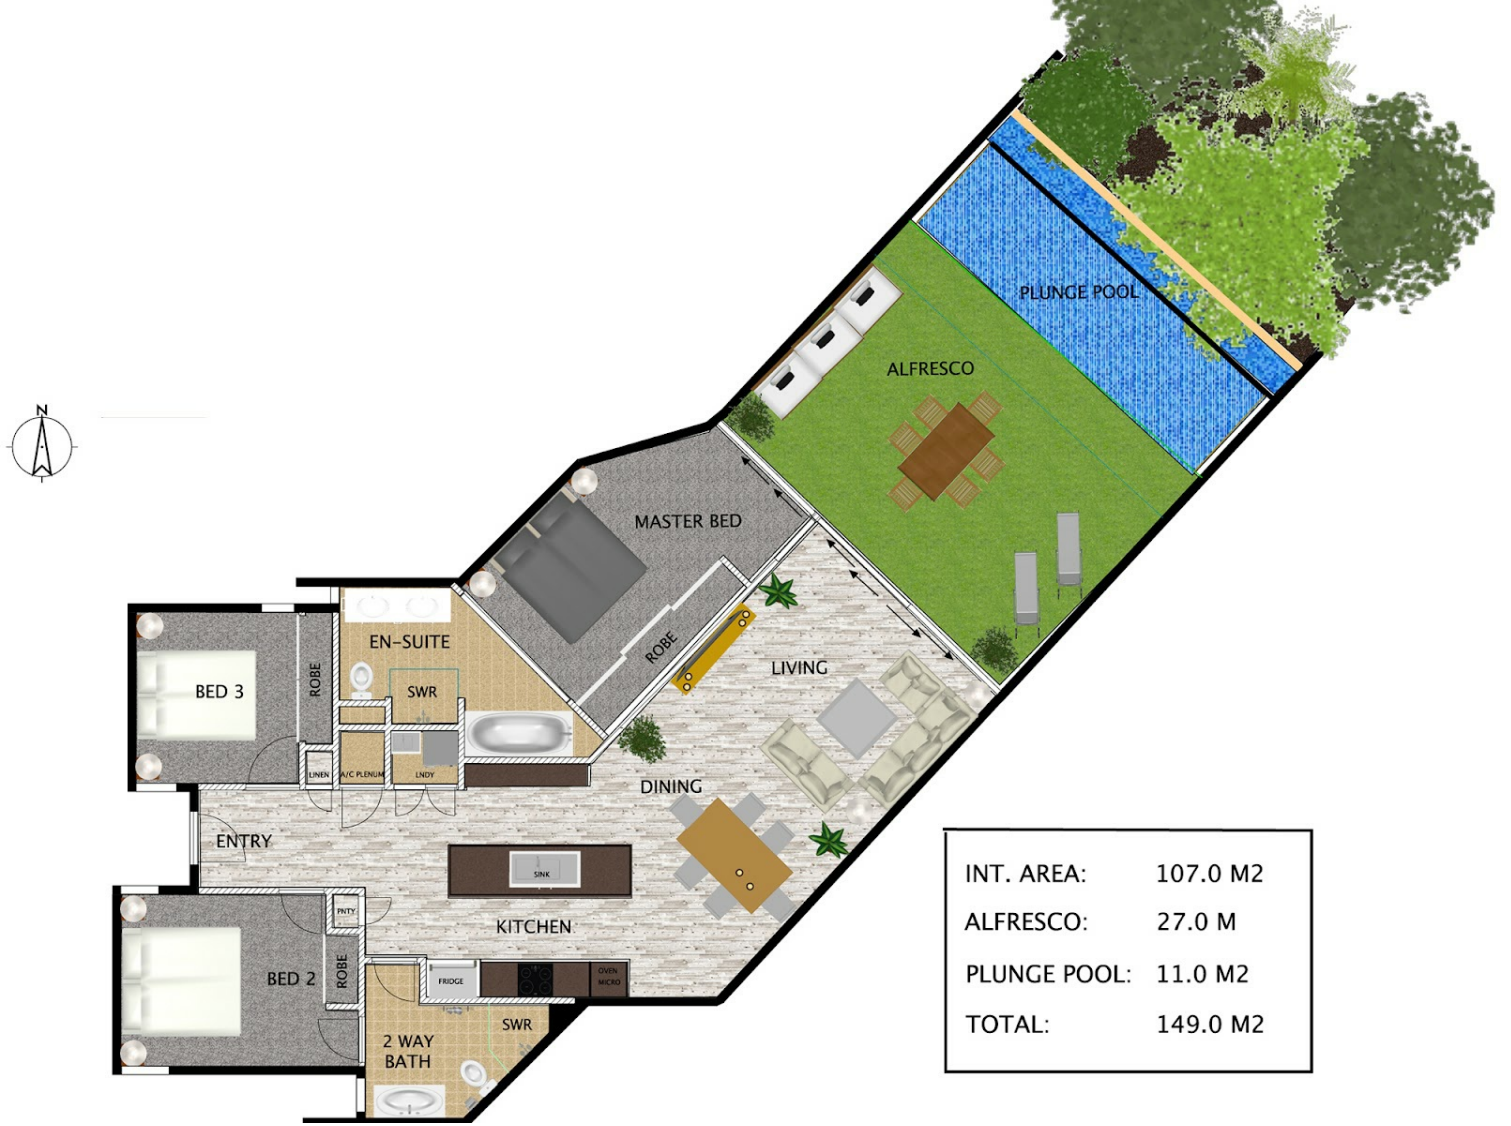 PLUNGE POOL
ALFRESCO
N
MASTER BED
ROBE
EN-SUITE
SWR
LIVING
BED 3
ROBE
LINEN
A/C PLENUM
LNDY
DINING
ENTRY
SINK
PNTY
KITCHEN
BED 2
ROBE
FRIDGE
OVEN
MICRO
SWR
2 WAY
BATH
INT. AREA: 107.0 M2
ALFRESCO: 27.0 M
PLUNGE POOL: 11.0 M2
TOTAL: 149.0 M2